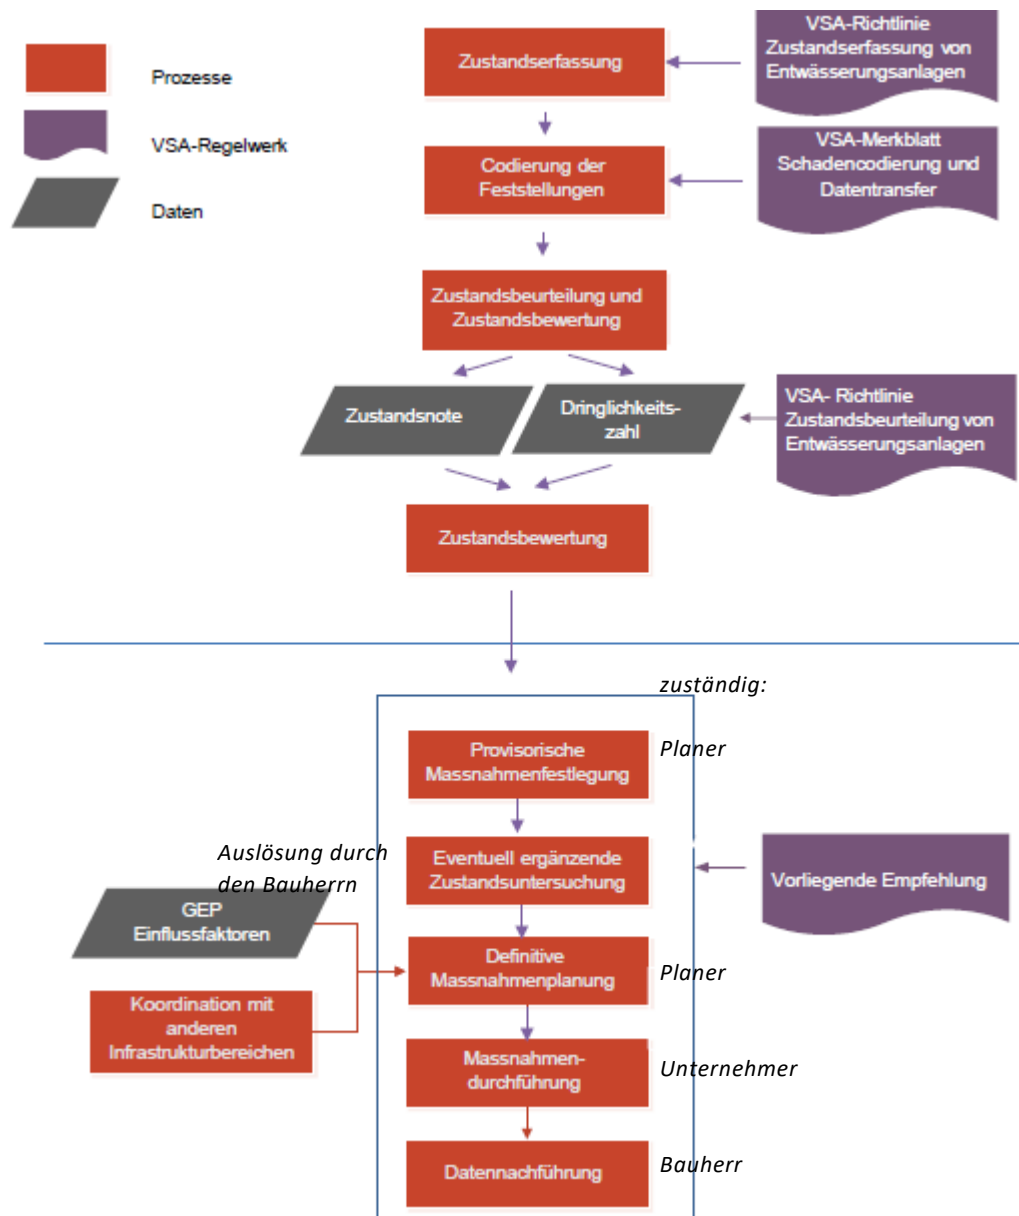 Prozesse
VSA-Regelwerk
Daten
Zustandserfassung
VSA-Richtlinie
Zustandserfassung von
Entwässerungsanlagen
Codierung der
Feststellungen
VSA-Merkblatt
Schadencodierung und
Datentransfer
Zustandsbeurteilung und
Zustandsbewertung
Zustandsnote
Dringlichkeits-
zahl
VSA- Richtlinie
Zustandsbeurteilung von
Entwässerungsanlagen
Zustandsbewertung
zuständig:
Provisorische
Massnahmenfestlegung
Planer
Auslösung durch
den Bauherrn
Eventuell ergänzende
Zustandsuntersuchung
Vorliegende Empfehlung
GEP
Einflussfaktoren
Definitive
Massnahmenplanung
Planer
Koordination mit
anderen
Infrastrukturbereichen
Massnahmen-
durchführung
Unternehmer
Datennachführung
Bauherr